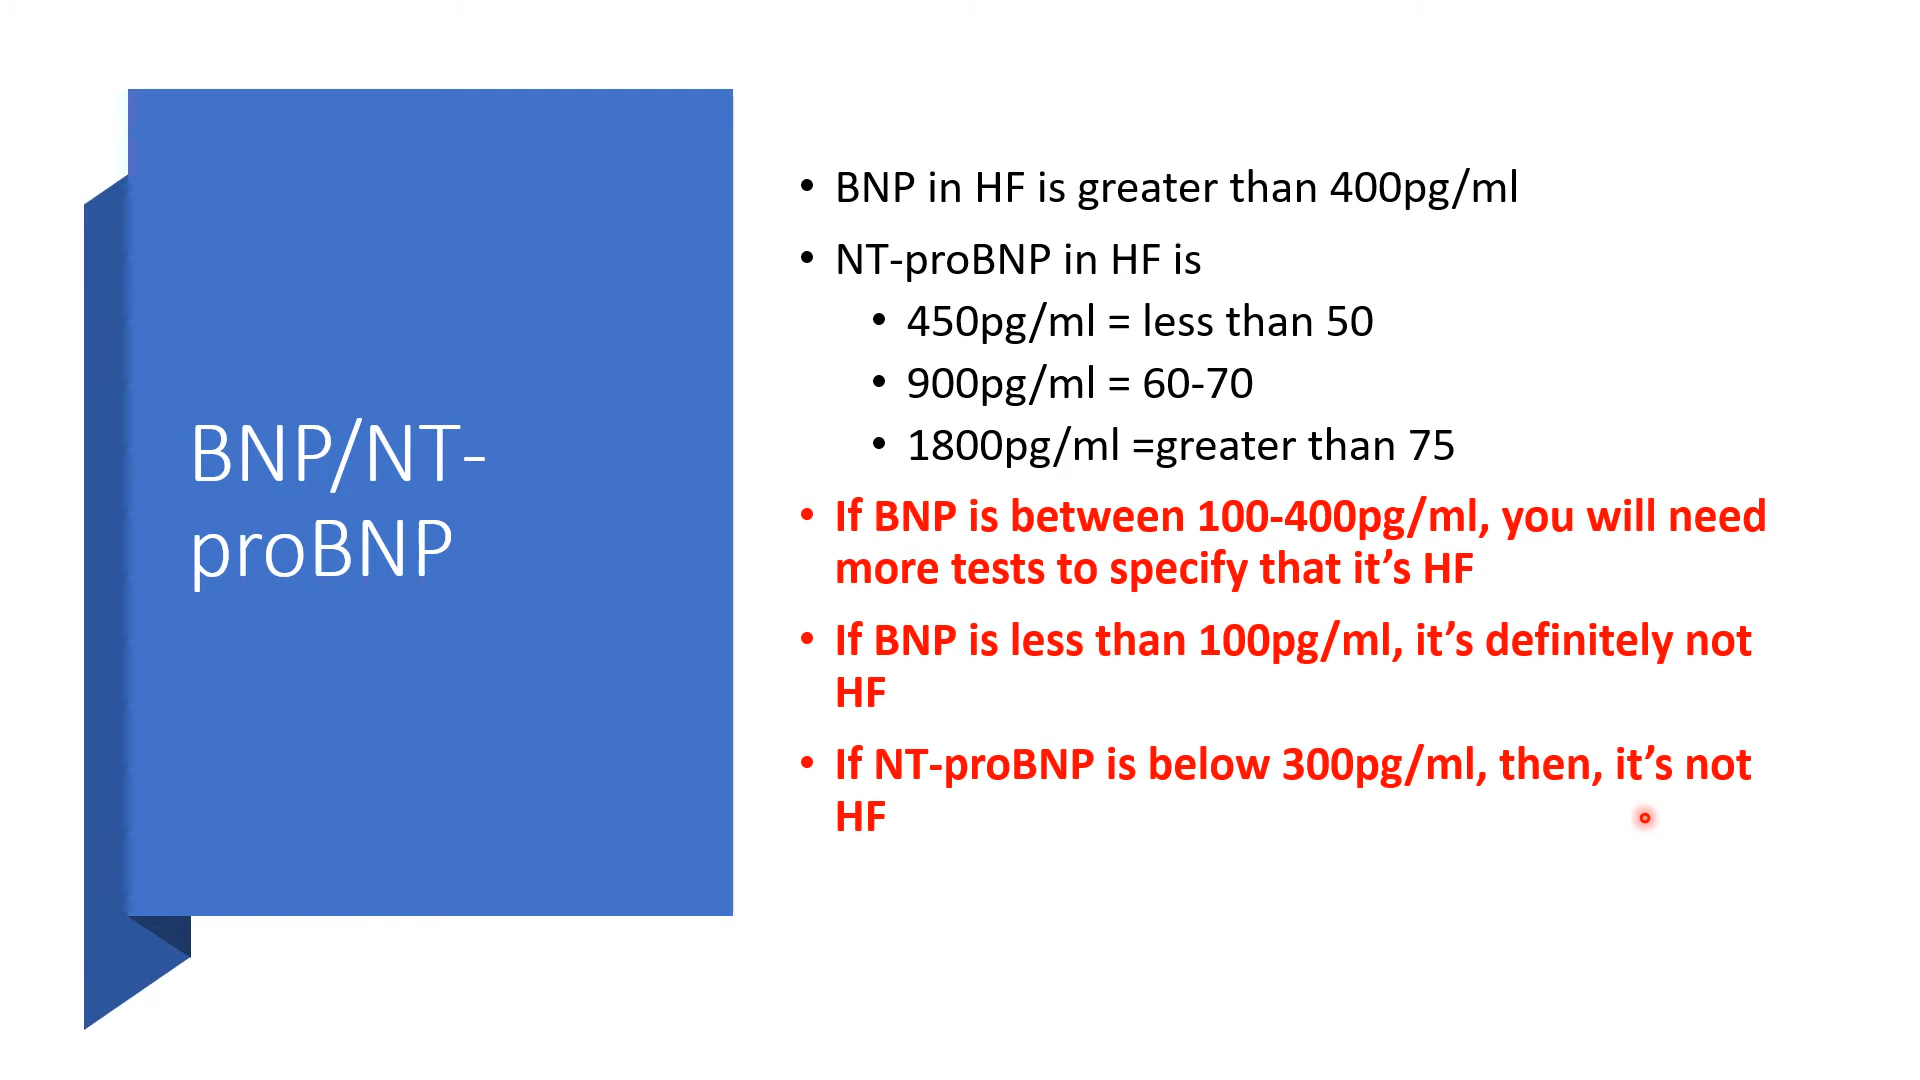 BNP/NT-
proBNP
• BNP in HF is greater than 400pg/ml
• NT-proBNP in HF is
• 450pg/ml = less than 50
• 900pg/ml = 60-70
• 1800pg/ml =greater than 75
• If BNP is between 100-400pg/ml, you will need
more tests to specify that it’s HF
• If BNP is less than 100pg/ml, it’s definitely not
HF
• If NT-proBNP is below 300pg/ml, then, it’s not
HF